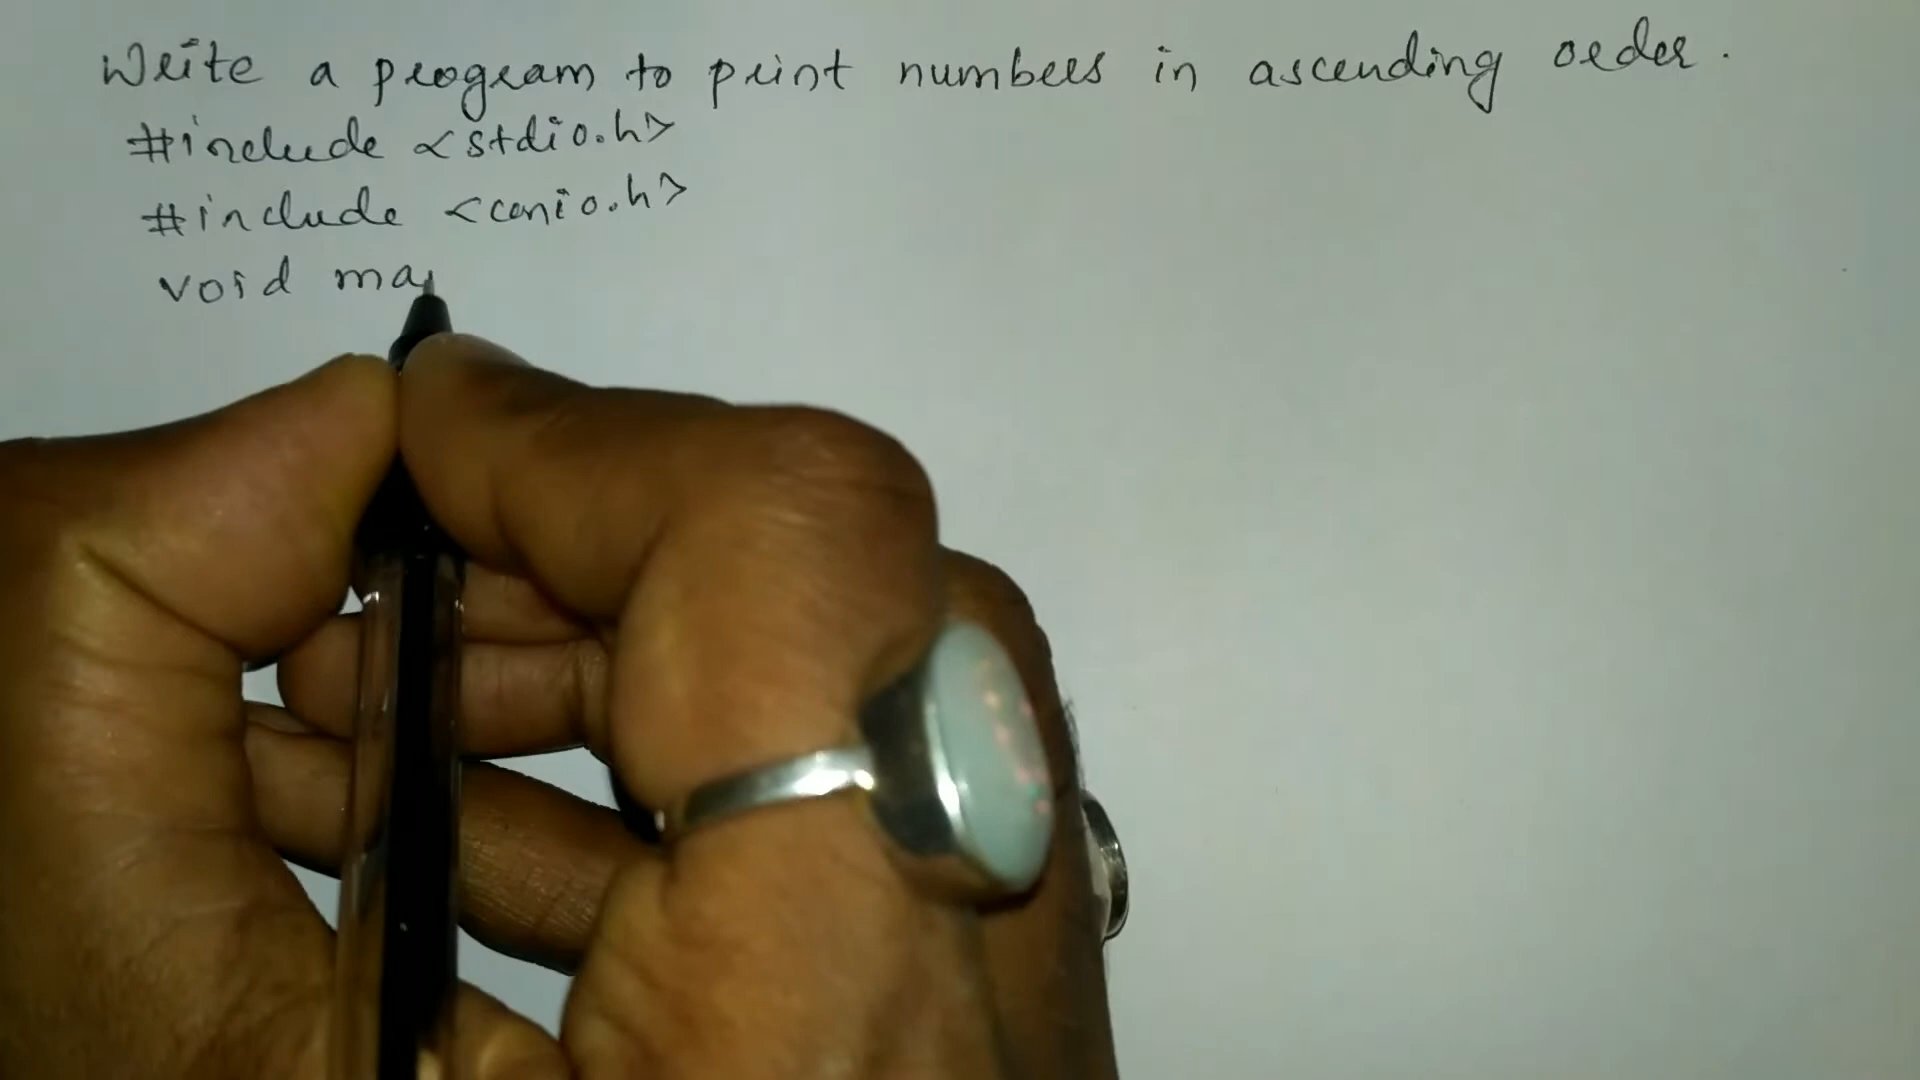 Write a program to print numbers in ascending order.
#include <stdio.h>
#include <conio.h>
void ma